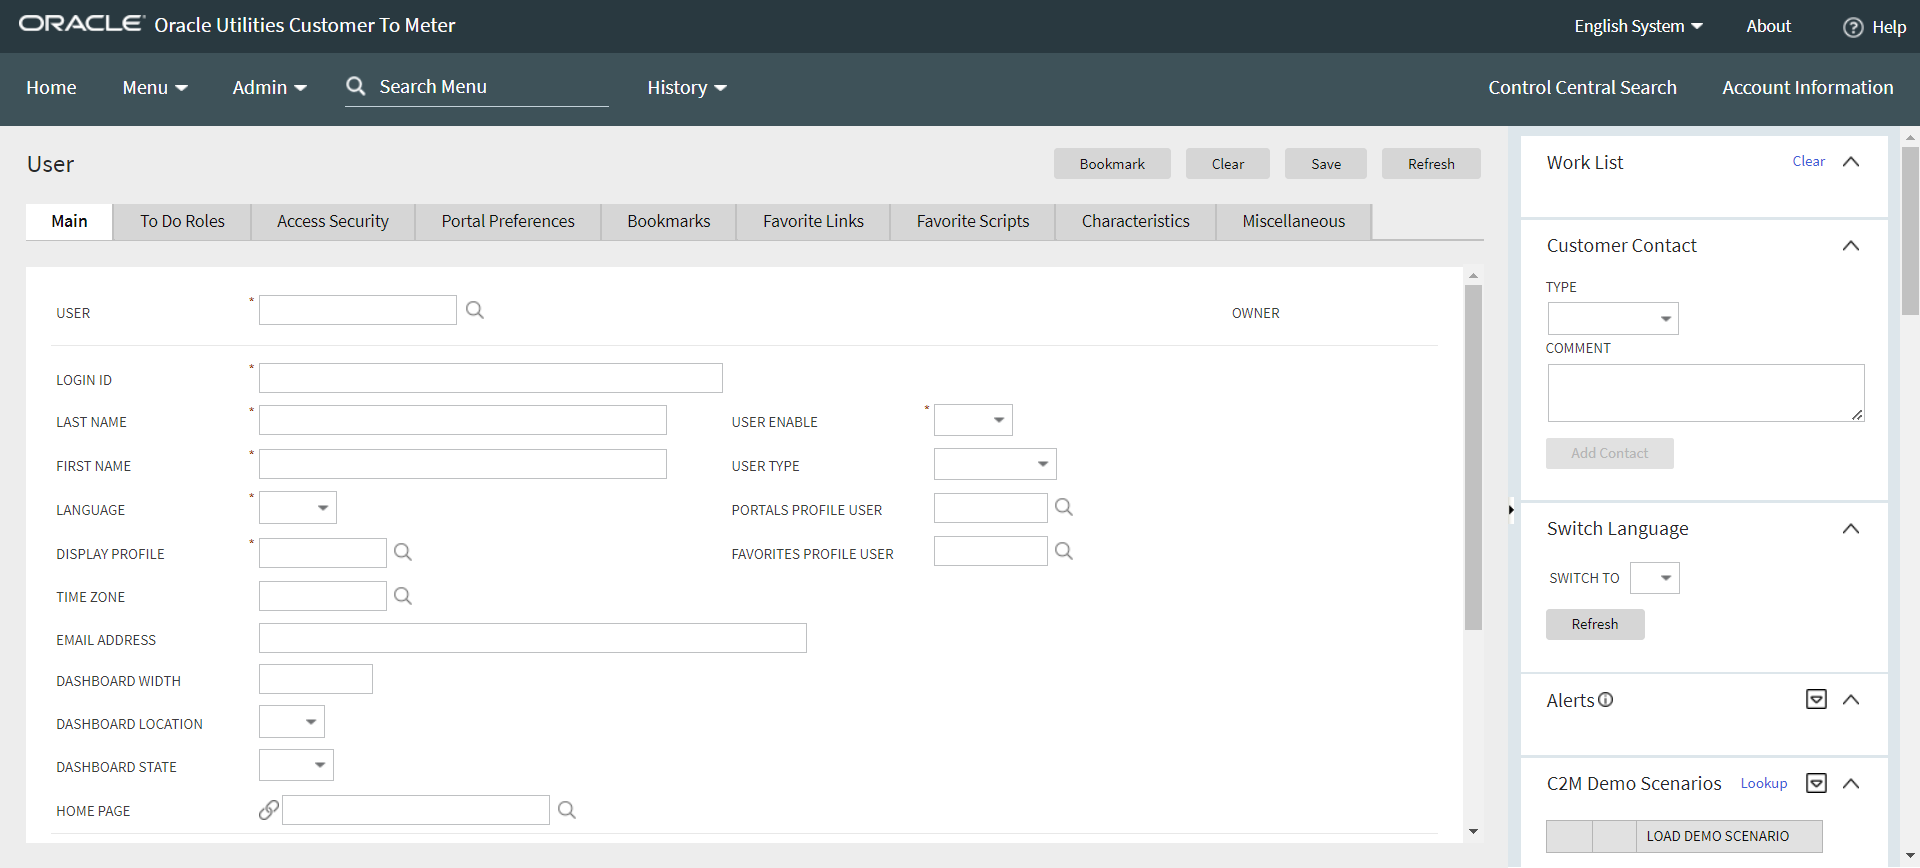 ORACLE Oracle Utilities Customer To Meter
English System About ? Help
Home Menu Admin Search Menu History Control Central Search Account Information
User
Bookmark Clear Save Refresh
Main To Do Roles Access Security Portal Preferences Bookmarks Favorite Links Favorite Scripts Characteristics Miscellaneous
USER * OWNER
LOGIN ID *
LAST NAME * USER ENABLE *
FIRST NAME * USER TYPE
LANGUAGE * PORTALS PROFILE USER
DISPLAY PROFILE * FAVORITES PROFILE USER
TIME ZONE
EMAIL ADDRESS
DASHBOARD WIDTH
DASHBOARD LOCATION
DASHBOARD STATE
HOME PAGE
Work List Clear
Customer Contact
TYPE
COMMENT
Add Contact
Switch Language
SWITCH TO
Refresh
Alerts
C2M Demo Scenarios Lookup
LOAD DEMO SCENARIO